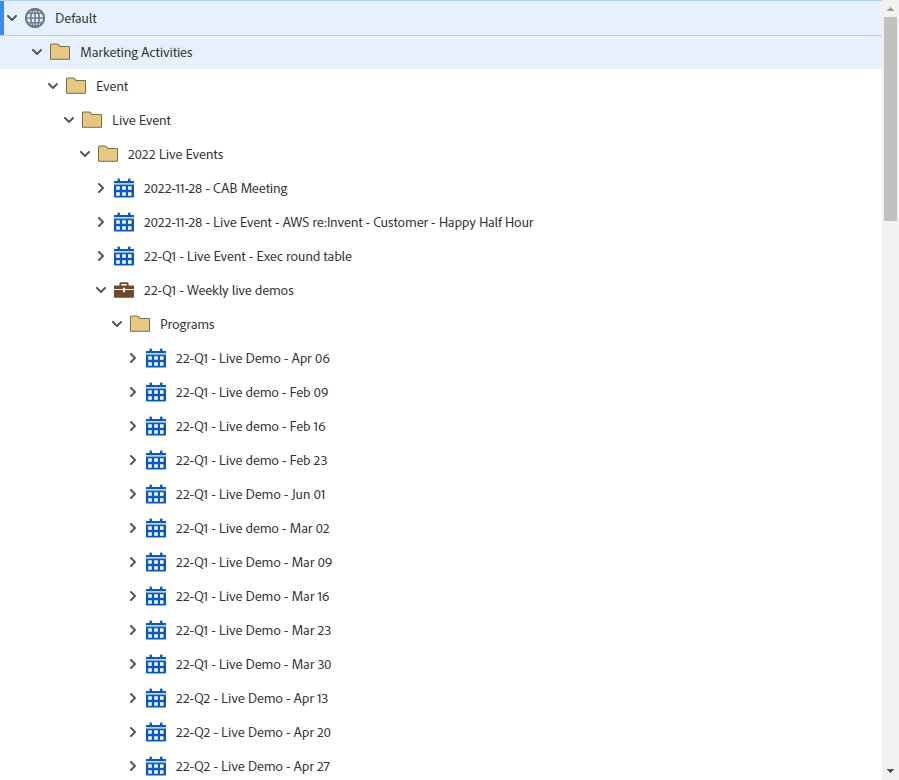 Default
Marketing Activities
Event
Live Event
2022 Live Events
2022-11-28 - CAB Meeting
2022-11-28 - Live Event - AWS re:Invent - Customer - Happy Half Hour
22-Q1 - Live Event - Exec round table
22-Q1 - Weekly live demos
Programs
22-Q1 - Live Demo - Apr 06
22-Q1 - Live demo - Feb 09
22-Q1 - Live demo - Feb 16
22-Q1 - Live demo - Feb 23
22-Q1 - Live Demo - Jun 01
22-Q1 - Live demo - Mar 02
22-Q1 - Live Demo - Mar 09
22-Q1 - Live Demo - Mar 16
22-Q1 - Live Demo - Mar 23
22-Q1 - Live Demo - Mar 30
22-Q2 - Live Demo - Apr 13
22-Q2 - Live Demo - Apr 20
22-Q2 - Live Demo - Apr 27